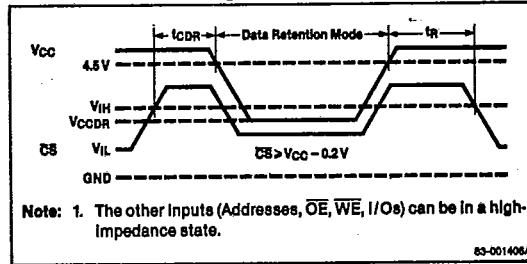 tCDR Data Retention Mode tR
VCC
4.5 V
VIH
VCCDR
CS VIL
CS > VCC – 0.2 V
GND
Note: 1. The other inputs (Addresses, OE, WE, I/Os) can be in a high-
impedance state.
83-001406A